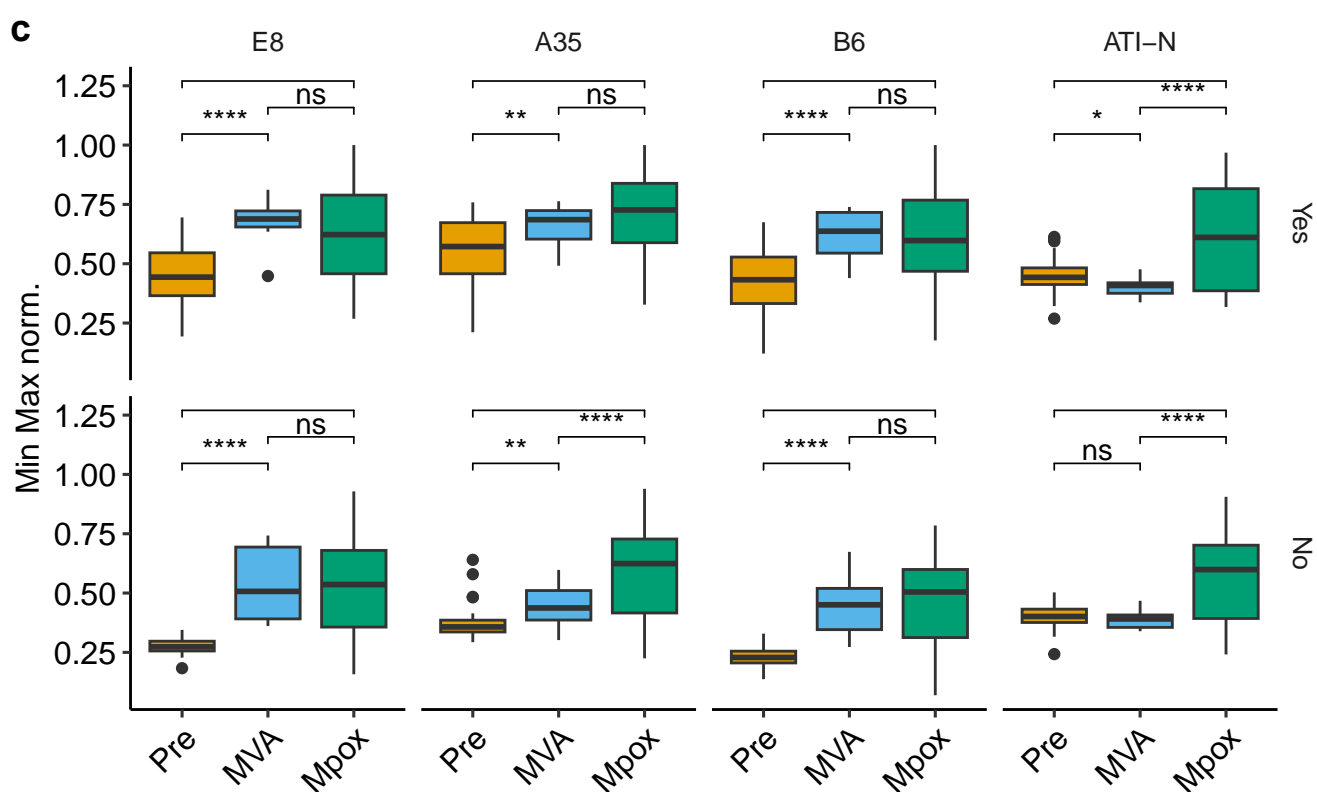 c
E8 A35 B6 ATI−N
Min Max norm.
1.25
1.00
0.75
0.50
0.25
**** ns
** ns
**** ns
* ****
Yes
1.25
1.00
0.75
0.50
0.25
**** ns
** ****
**** ns
ns ****
No
Pre MVA Mpox Pre MVA Mpox Pre MVA Mpox Pre MVA Mpox